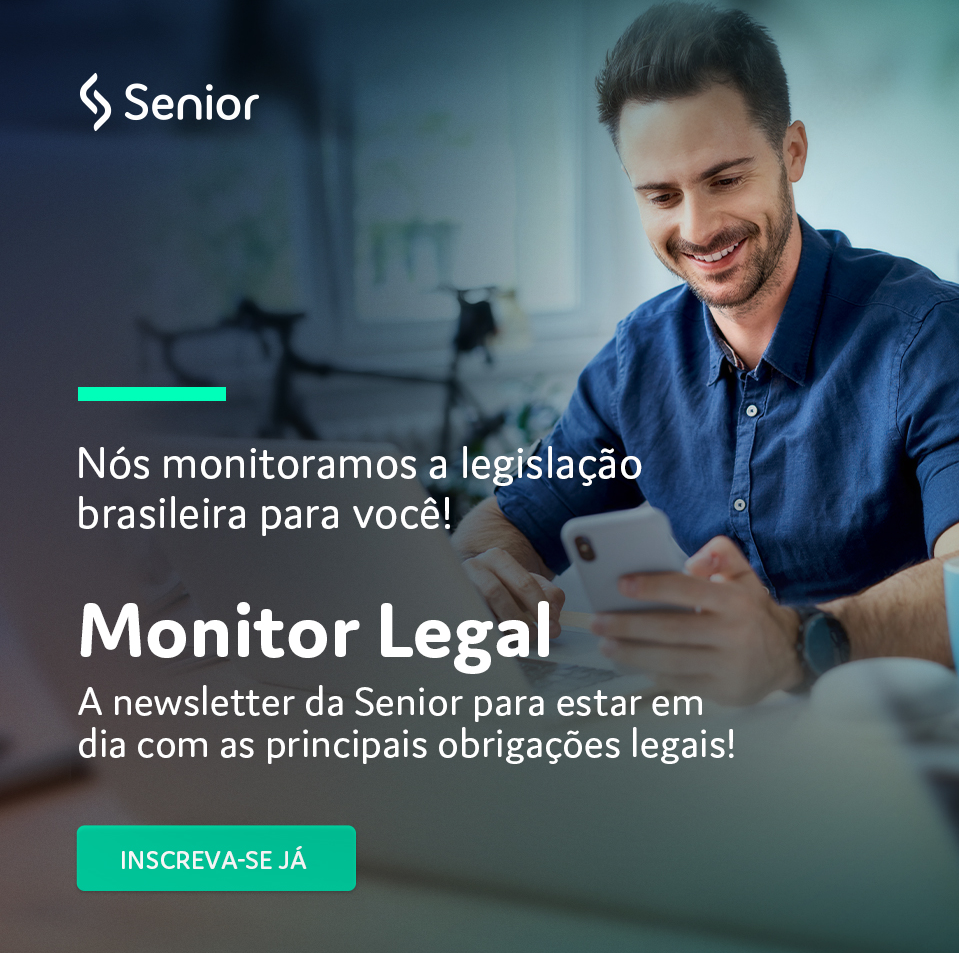 Senior
Nós monitoramos a legislação
brasileira para você!
Monitor Legal
A newsletter da Senior para estar em
dia com as principais obrigações legais!
INSCREVA-SE JÁ